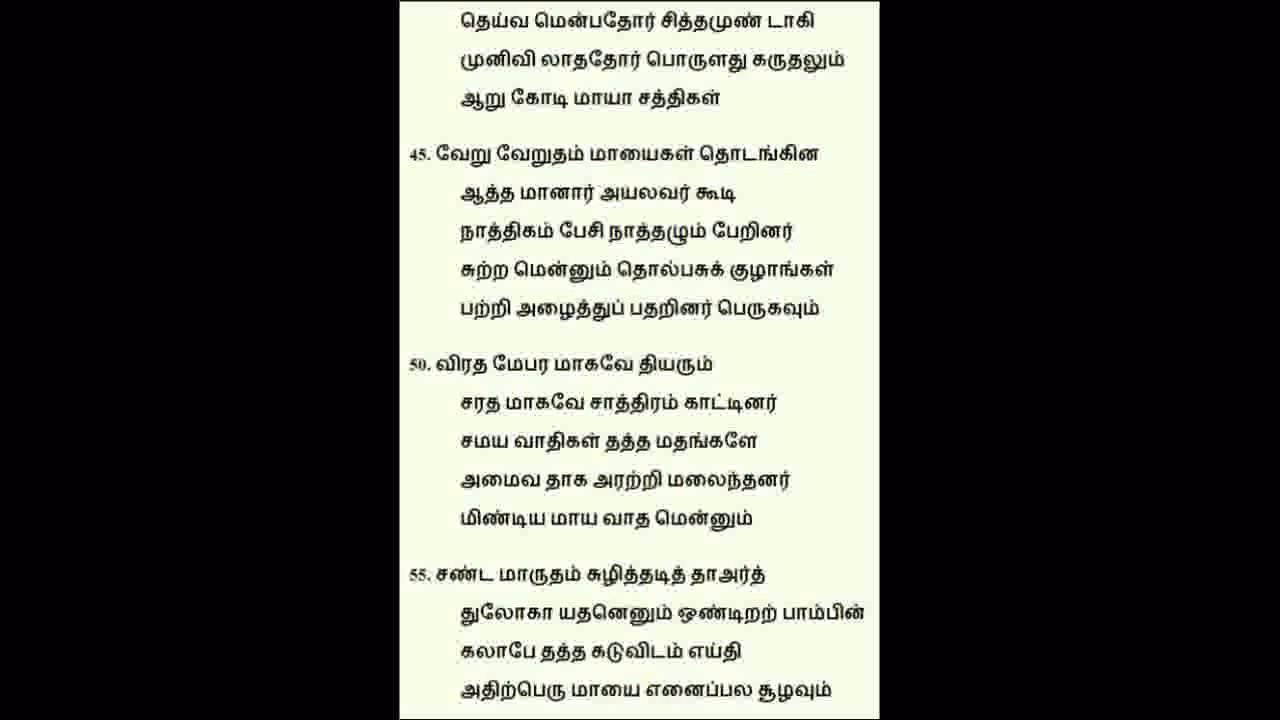 தெய்வ மென்பதோர் சித்தமுண் டாகி
முனிவி லாததோர் பொருளது கருதலும்
ஆறு கோடி மாயா சத்திகள்
45. வேறு வேறுதம் மாயைகள் தொடங்கின
ஆத்த மானார் அயலவர் கூடி
நாத்திகம் பேசி நாத்தழும் பேறினர்
சுற்ற மென்னும் தொல்பசுக் குழாங்கள்
பற்றி அழைத்துப் பதறினர் பெருகவும்
50. விரத மேபர மாகவே தியரும்
சரத மாகவே சாத்திரம் காட்டினர்
சமய வாதிகள் தத்த மதங்களே
அமைவ தாக அரற்றி மலைந்தனர்
மிண்டிய மாய வாத மென்னும்
55. சண்ட மாருதம் சுழித்தடித் தாஅர்த்
துலோகா யதனெனும் ஒண்டிறற் பாம்பின்
கலாபே தத்த கடுவிடம் எய்தி
அதிற்பெரு மாயை எனைப்பல சூழவும்